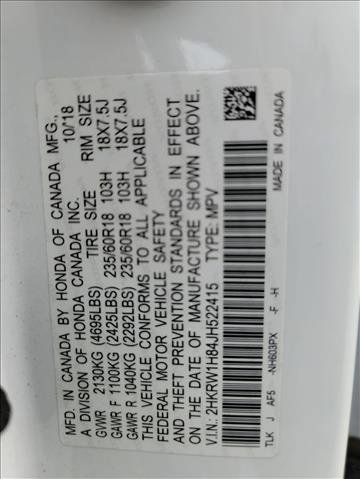 MFD. IN CANADA BY HONDA OF CANADA MFG.,
A DIVISION OF HONDA CANADA INC. 10/18
TIRE SIZE RIM SIZE
GVWR 2130KG (4695LBS)
GAWR F 1100KG (2425LBS) 235/60R18 103H 18X7.5J
GAWR R 1040KG (2292LBS) 235/60R18 103H 18X7.5J
THIS VEHICLE CONFORMS TO ALL APPLICABLE
FEDERAL MOTOR VEHICLE SAFETY
AND THEFT PREVENTION STANDARDS IN EFFECT
ON THE DATE OF MANUFACTURE SHOWN ABOVE.
V.I.N: 2HKRW1H84JH522415 TYPE: MPV
TLK J AF5 -NH603PX -F -H MADE IN CANADA